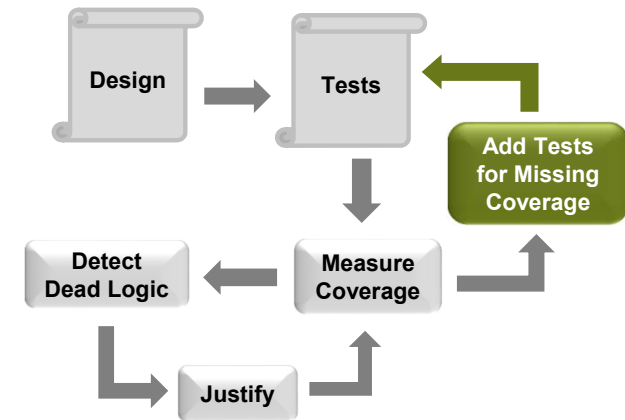 Design
Tests
Add Tests
for Missing
Coverage
Detect
Dead Logic
Measure
Coverage
Justify